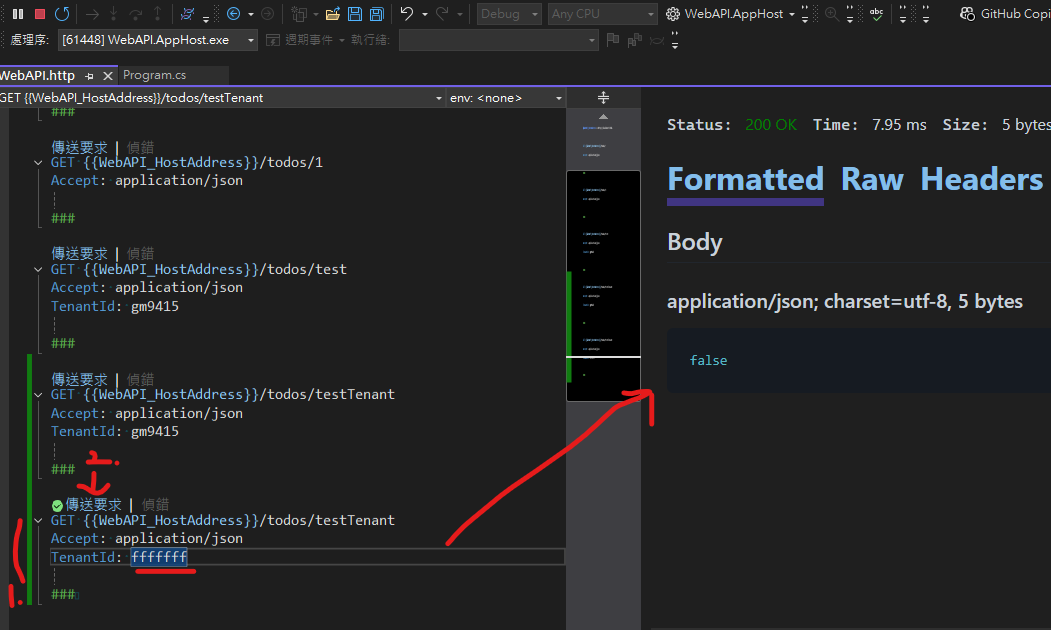 Debug Any CPU WebAPI.AppHost abc GitHub Copi
處理序: [61448] WebAPI.AppHost.exe 週期事件 執行緒:
WebAPI.http Program.cs
GET {{WebAPI_HostAddress}}/todos/testTenant env: <none>
###
傳送要求 | 偵錯
GET {{WebAPI_HostAddress}}/todos/1
Accept: application/json
###
傳送要求 | 偵錯
GET {{WebAPI_HostAddress}}/todos/test
Accept: application/json
TenantId: gm9415
###
傳送要求 | 偵錯
GET {{WebAPI_HostAddress}}/todos/testTenant
Accept: application/json
TenantId: gm9415
###
2.
傳送要求 | 偵錯
GET {{WebAPI_HostAddress}}/todos/testTenant
Accept: application/json
TenantId: fffffff
###
1.
Status: 200 OK Time: 7.95 ms Size: 5 bytes
Formatted Raw Headers
Body
application/json; charset=utf-8, 5 bytes
false